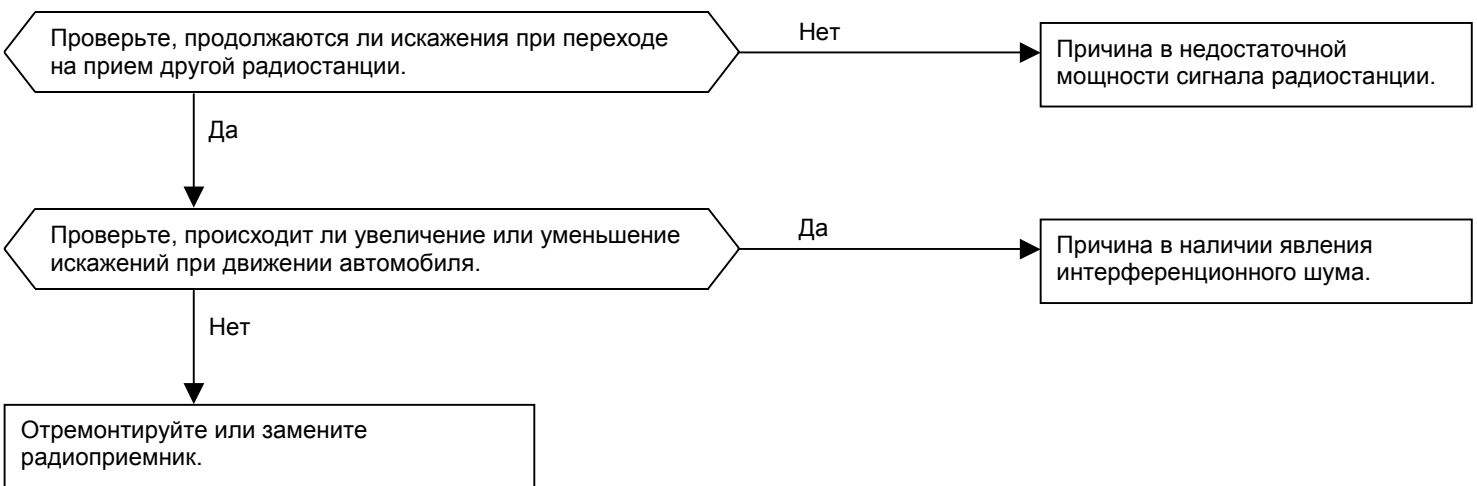 Проверьте, продолжаются ли искажения при переходе
на прием другой радиостанции.
Нет
Причина в недостаточной
мощности сигнала радиостанции.
Да
Проверьте, происходит ли увеличение или уменьшение
искажений при движении автомобиля.
Да
Причина в наличии явления
интерференционного шума.
Нет
Отремонтируйте или замените
радиоприемник.